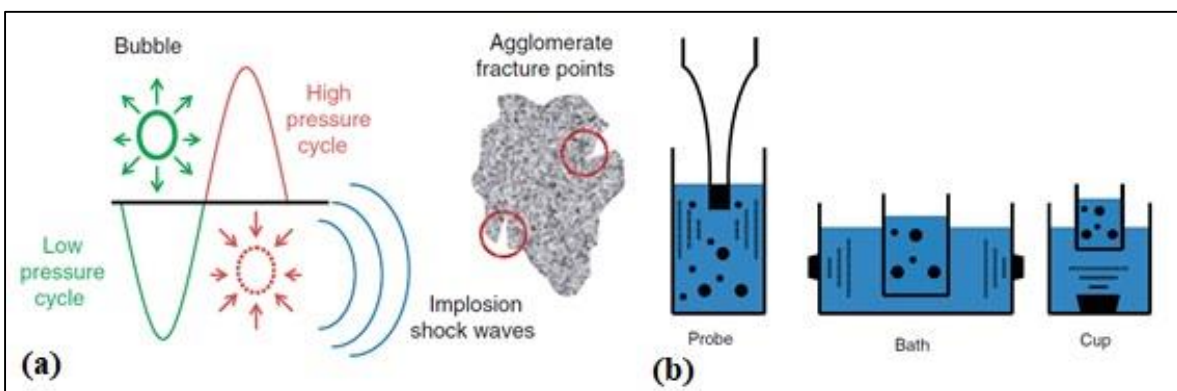 Bubble
High
pressure
cycle
Low
pressure
cycle
Agglomerate
fracture points
Implosion
shock waves
(a)
Probe
Bath
Cup
(b)